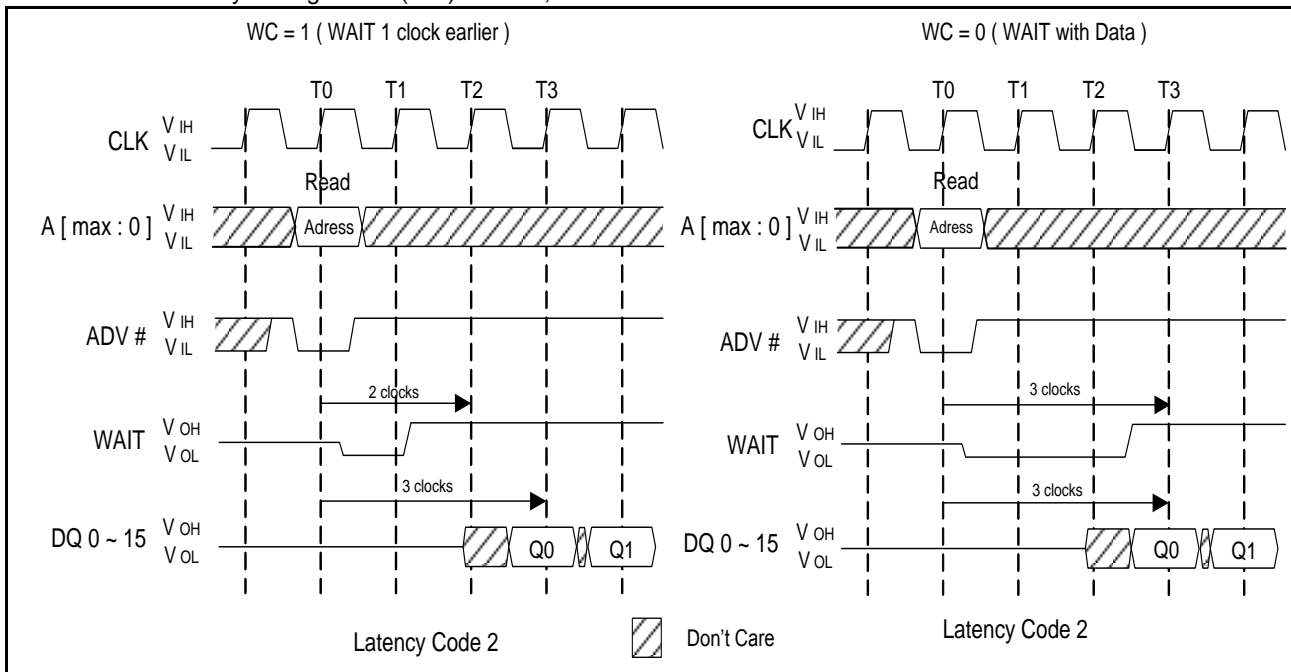 WC = 1 ( WAIT 1 clock earlier )
T0 T1 T2 T3
CLK V IH
V IL
Read
A [ max : 0 ] V IH
V IL
Adress
ADV # V IH
V IL
2 clocks
WAIT V OH
V OL
3 clocks
DQ 0 ~ 15 V OH
V OL
Q0 Q1
Latency Code 2
Don't Care
WC = 0 ( WAIT with Data )
T0 T1 T2 T3
CLK V IH
V IL
Read
A [ max : 0 ] V IH
V IL
Adress
ADV # V IH
V IL
3 clocks
WAIT V OH
V OL
3 clocks
DQ 0 ~ 15 V OH
V OL
Q0 Q1
Latency Code 2